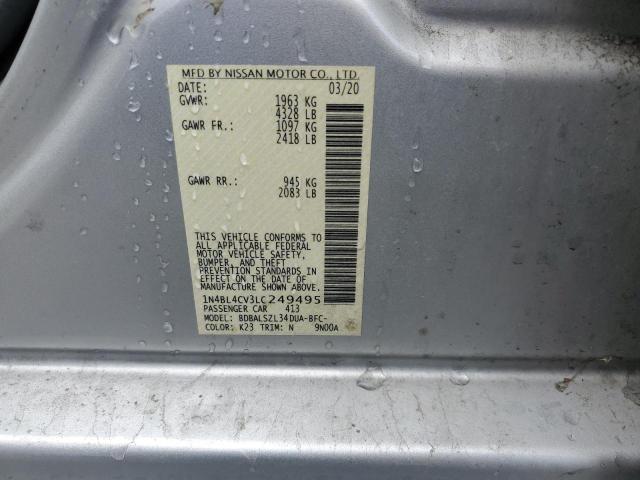 MFD BY NISSAN MOTOR CO., LTD.
DATE: 03/20
GVWR: 1963 KG
4328 LB
GAWR FR.: 1097 KG
2418 LB
GAWR RR.: 945 KG
2083 LB
THIS VEHICLE CONFORMS TO
ALL APPLICABLE FEDERAL
MOTOR VEHICLE SAFETY,
BUMPER, AND THEFT
PREVENTION STANDARDS
IN EFFECT ON THE DATE OF
MANUFACTURE SHOWN ABOVE.
1N4BL4CV3LC249495
PASSENGER CAR 413
MODEL: BDBALSZL34DUA-BFC-
COLOR: K23 TRIM: N 9N00A